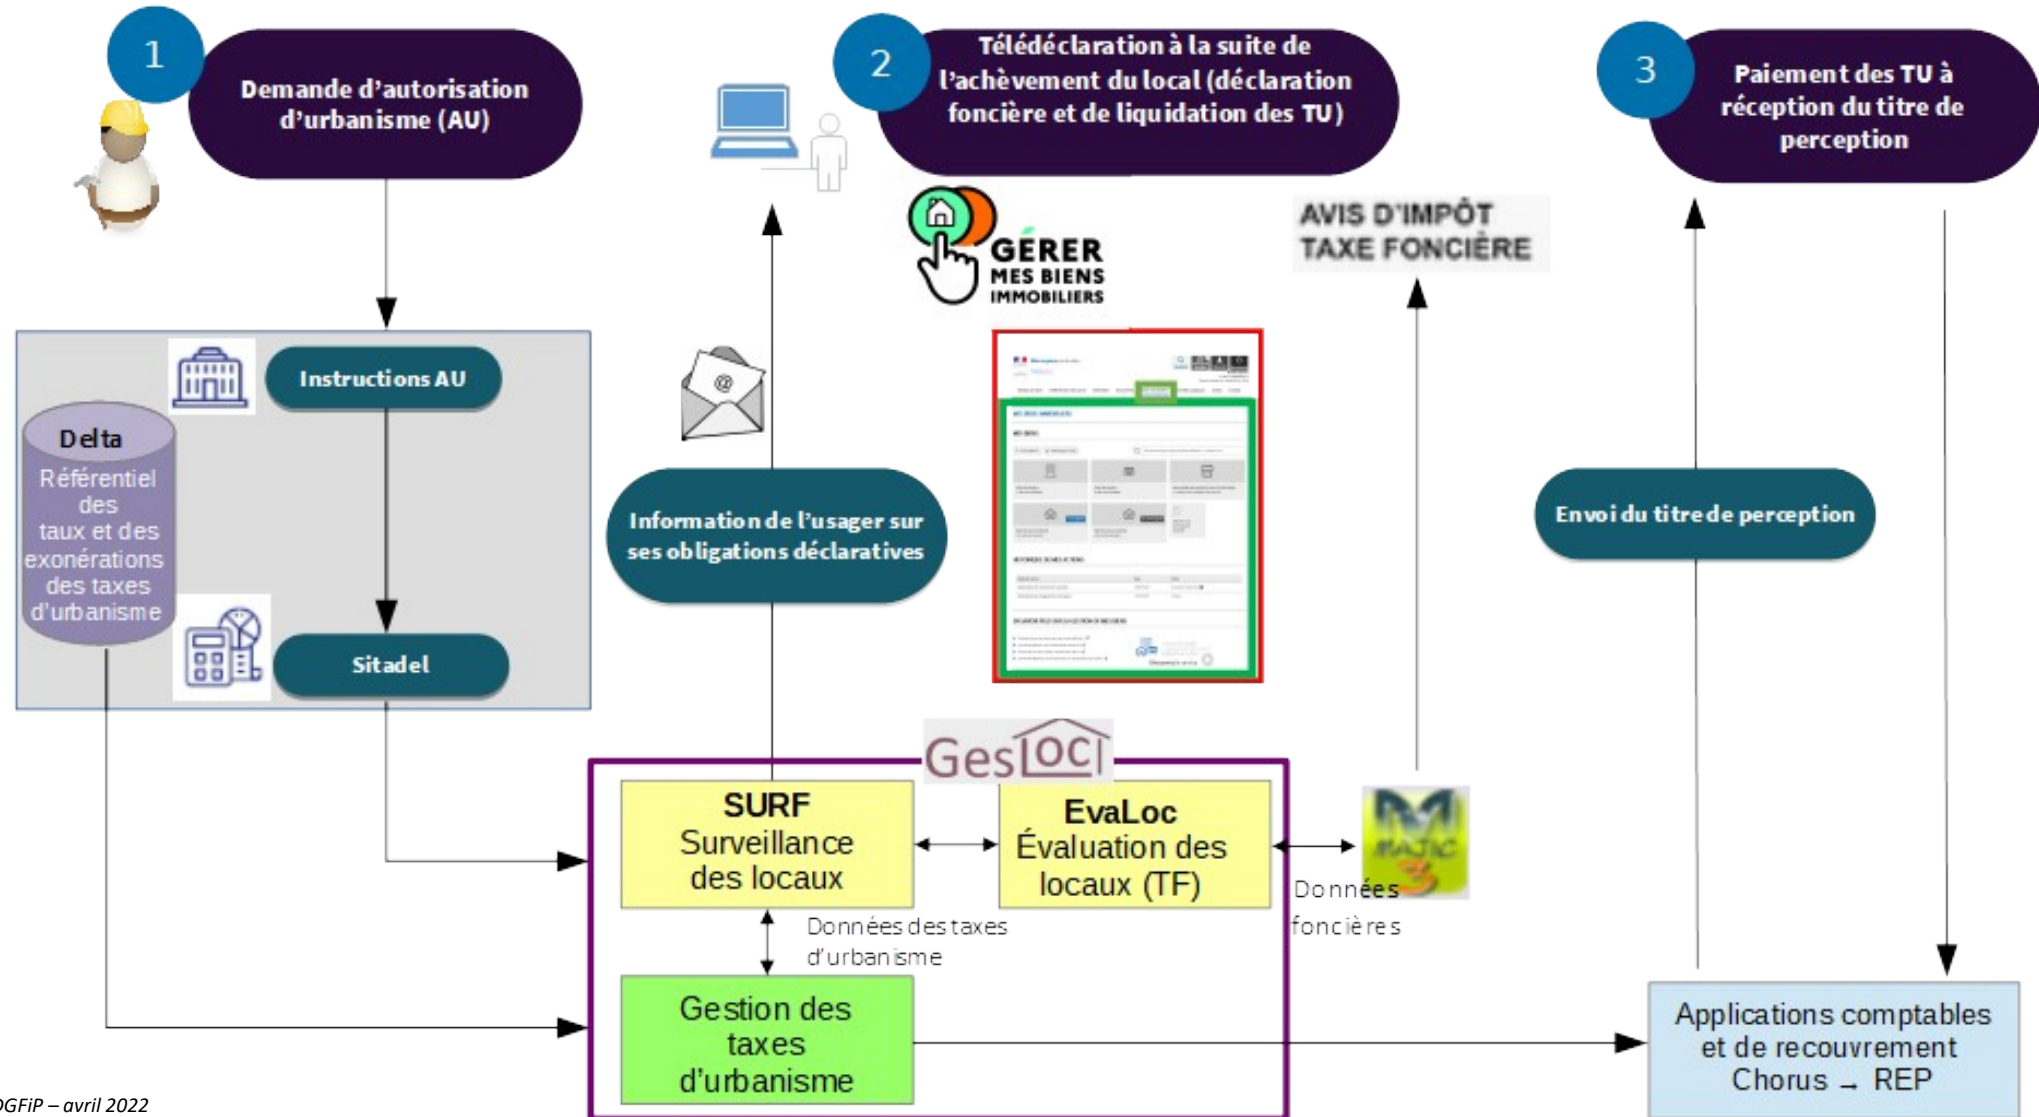 1
Demande d'autorisation
d'urbanisme (AU)
2
Télédéclaration à la suite de
l'achèvement du local (déclaration
foncière et de liquidation des TU)
3
Paiement des TU à
réception du titre de
perception
GÉRER
MES BIENS
IMMOBILIERS
AVIS D'IMPÔT
TAXE FONCIÈRE
Instructions AU
Delta
Référentiel
des
taux et des
exonérations
des taxes
d'urbanisme
Sitadel
@
Information de l'usager sur
ses obligations déclaratives
Envoi du titre de perception
GesLOC
SURF
Surveillance
des locaux
EvaLoc
Évaluation des
locaux (TF)
MAJIC
3
Données
foncières
Données des taxes
d'urbanisme
Gestion des
taxes
d'urbanisme
Applications comptables
et de recouvrement
Chorus → REP
DGFiP – avril 2022